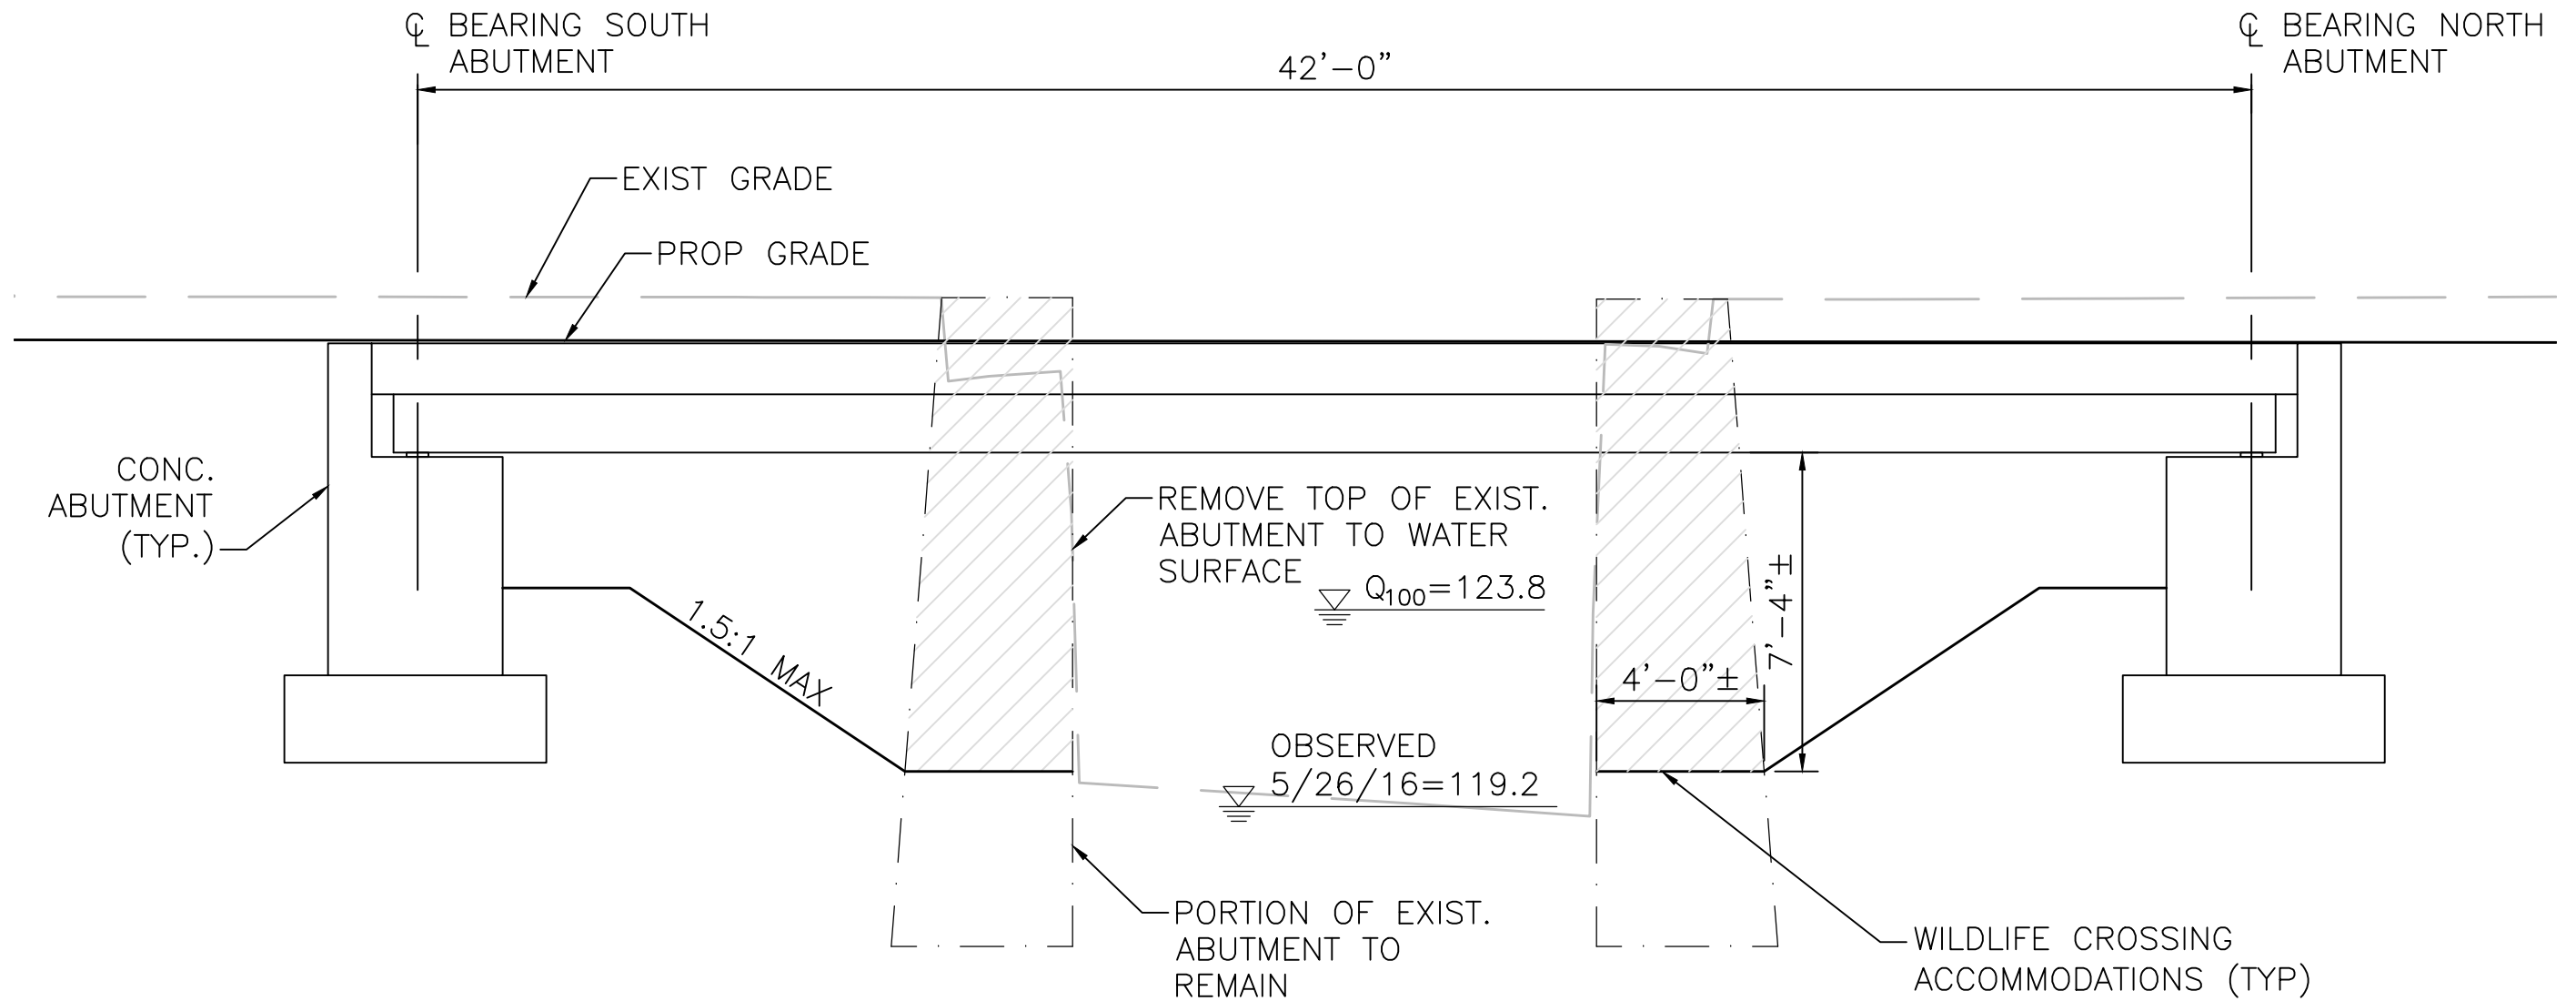 ℄ BEARING SOUTH
ABUTMENT
42'-0"
℄ BEARING NORTH
ABUTMENT
EXIST GRADE
PROP GRADE
CONC.
ABUTMENT
(TYP.)
REMOVE TOP OF EXIST.
ABUTMENT TO WATER
SURFACE
Q₁₀₀=123.8
7'-4"±
1.5:1 MAX
4'-0"±
OBSERVED
5/26/16=119.2
PORTION OF EXIST.
ABUTMENT TO
REMAIN
WILDLIFE CROSSING
ACCOMMODATIONS (TYP)